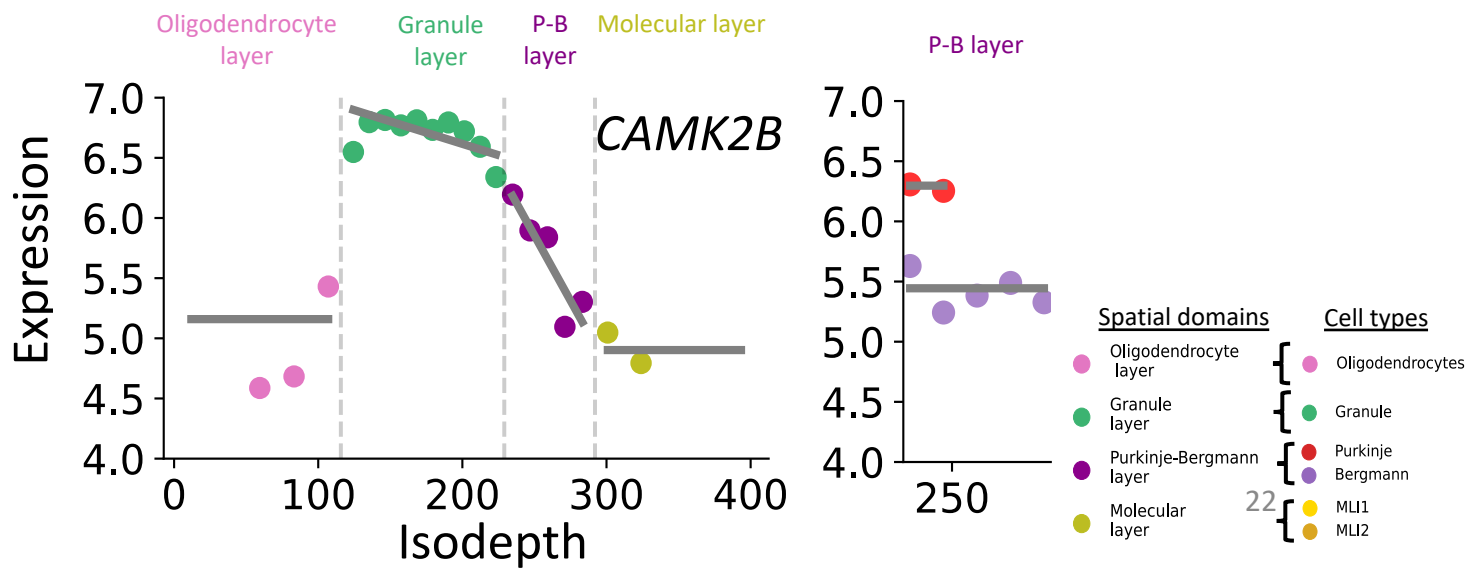 Oligodendrocyte
layer
Granule
layer
P-B
layer
Molecular layer
P-B layer
CAMK2B
Expression
7.0
6.5
6.0
5.5
5.0
4.5
4.0
0
100
200
300
400
Isodepth
7.0
6.5
6.0
5.5
5.0
4.5
4.0
250
Spatial domains
Oligodendrocyte
layer
Granule
layer
Purkinje-Bergmann
layer
Molecular
layer
Cell types
Oligodendrocytes
Granule
Purkinje
Bergmann
MLI1
MLI2
22